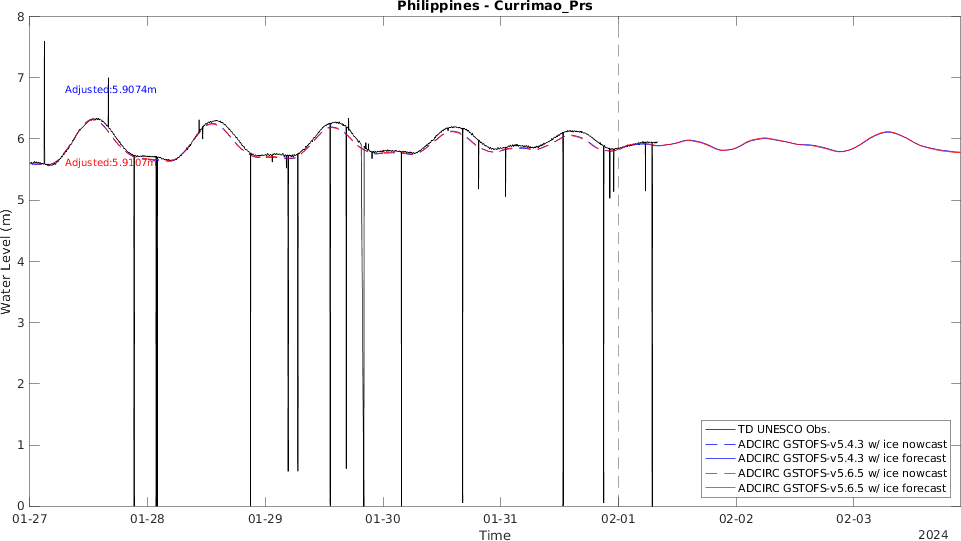 Philippines - Currimao_Prs
8
7
6
5
4
3
2
1
0
Water Level (m)
Adjusted:5.9074m
Adjusted:5.9107m
TD UNESCO Obs.
ADCIRC GSTOFS-v5.4.3 w/ ice nowcast
ADCIRC GSTOFS-v5.4.3 w/ ice forecast
ADCIRC GSTOFS-v5.6.5 w/ ice nowcast
ADCIRC GSTOFS-v5.6.5 w/ ice forecast
01-27 01-28 01-29 01-30 01-31 02-01 02-02 02-03
Time
2024